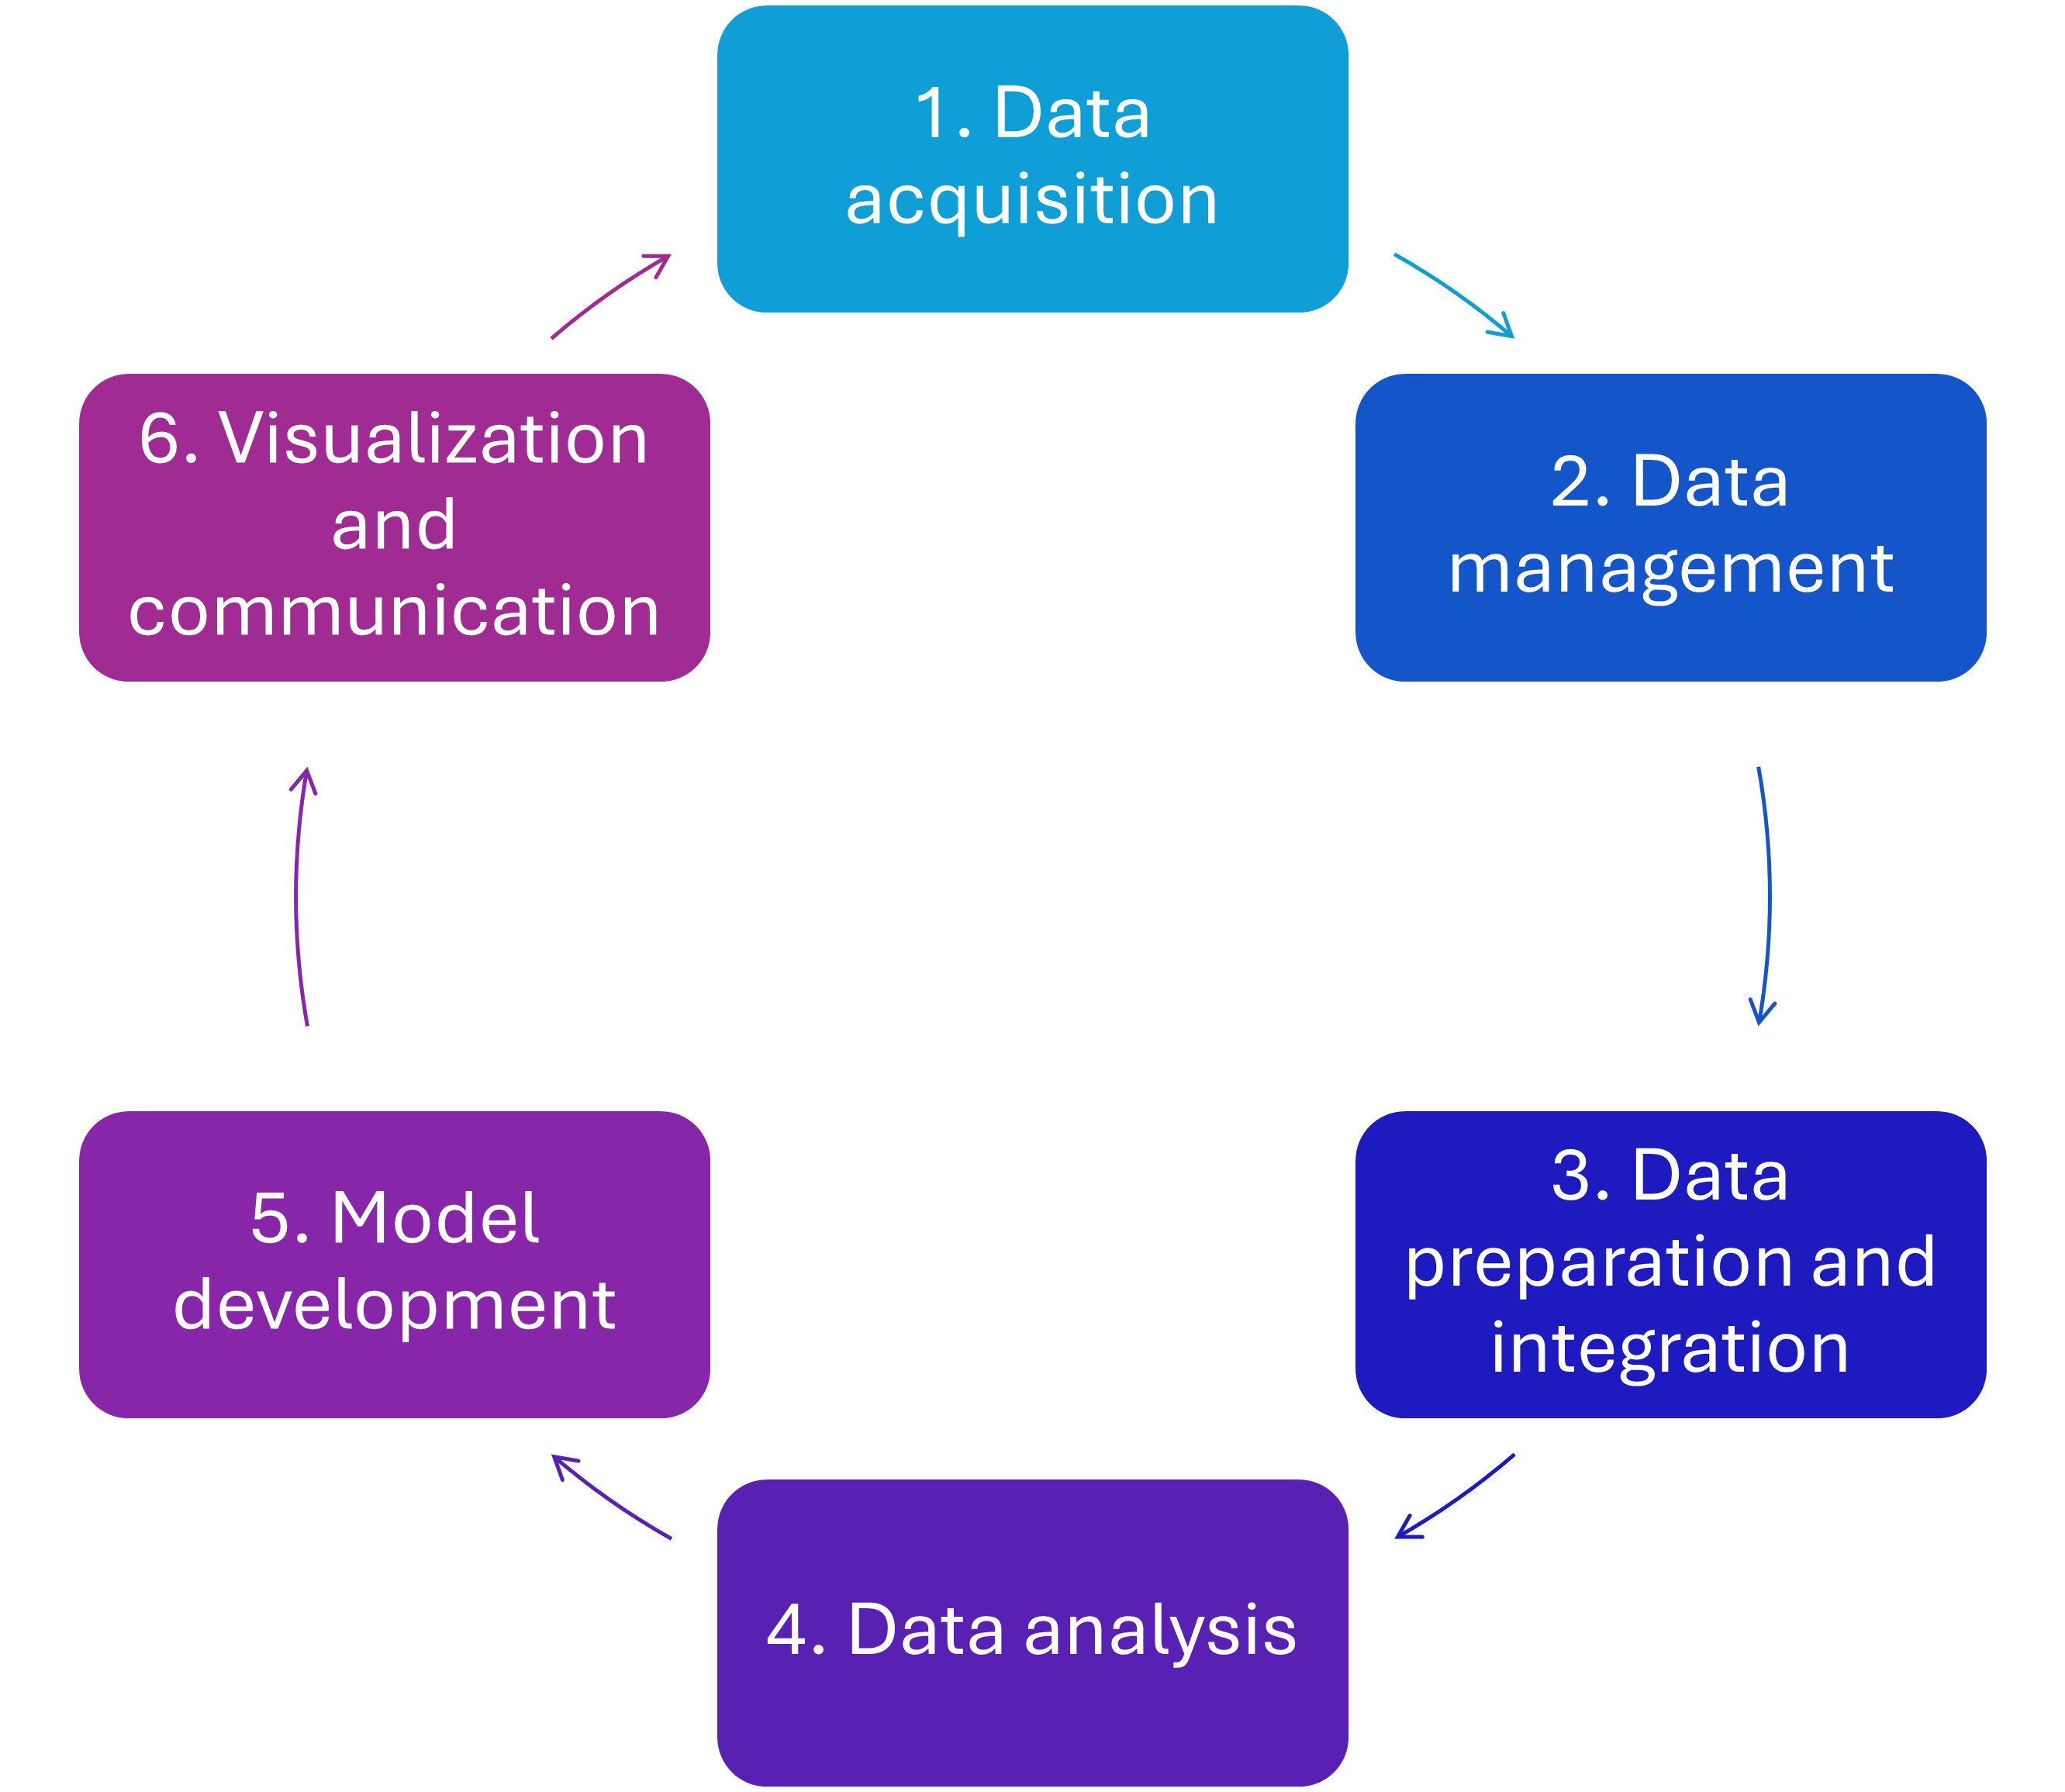 1. Data
acquisition
2. Data
management
3. Data
preparation and
integration
4. Data analysis
5. Model
development
6. Visualization
and
communication